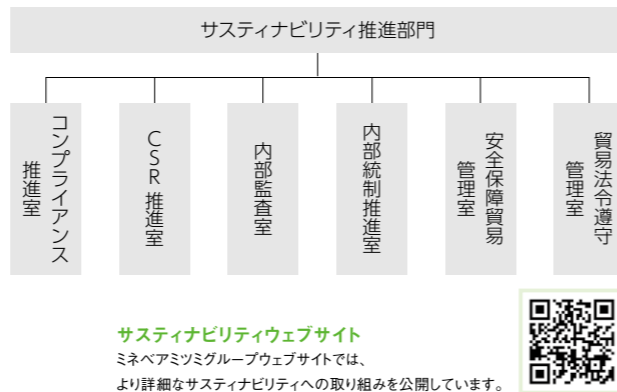 サスティナビリティ推進部門
コンプライアンス
推進室
CSR推進室
内部監査室
内部統制推進室
安全保障貿易
管理室
貿易法令遵守
管理室
サスティナビリティウェブサイト
ミネベアミツミグループウェブサイトでは、
より詳細なサスティナビリティへの取り組みを公開しています。